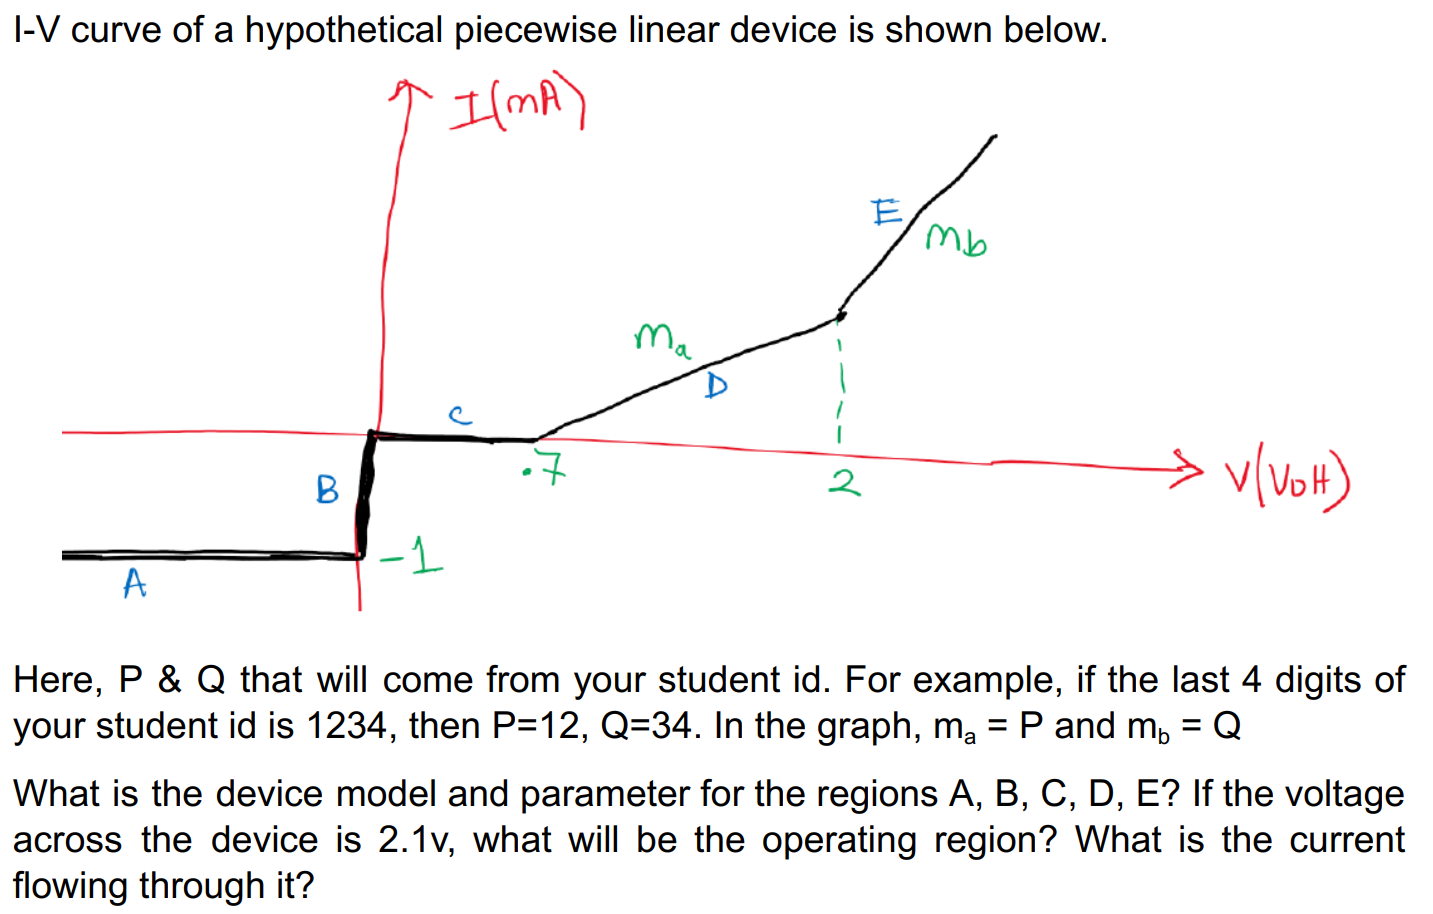 I-V curve of a hypothetical piecewise linear device is shown below.
I(mA)
E
mb
ma
D
C
.7
2
V(VoH)
B
-1
A
Here, P & Q that will come from your student id. For example, if the last 4 digits of
your student id is 1234, then P=12, Q=34. In the graph, ma = P and mb = Q
What is the device model and parameter for the regions A, B, C, D, E? If the voltage
across the device is 2.1v, what will be the operating region? What is the current
flowing through it?